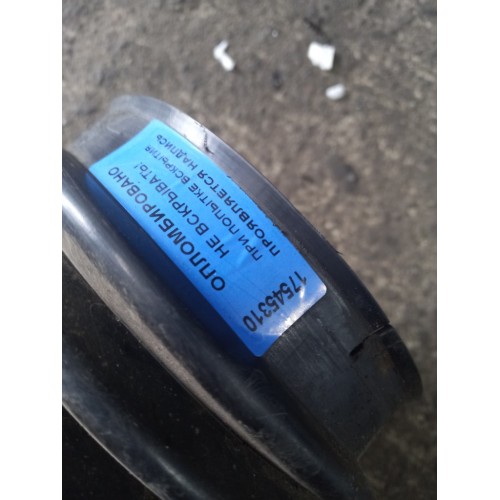 ОПЛОМБИРОВАНО
НЕ ВСКРЫВАТЬ!
ПРИ ПОПЫТКЕ ВСКРЫТИЯ
ПРОЯВЛЯЕТСЯ НАДПИСЬ
17545310